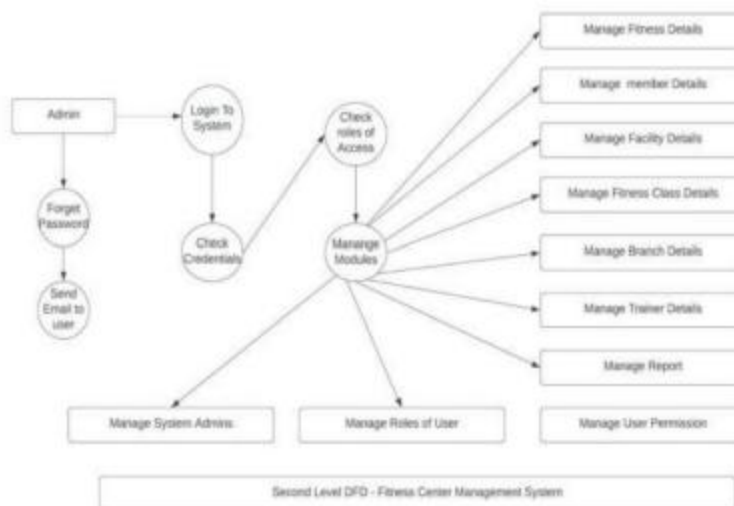 Manage Fitness Details
Manage member Details
Manage Facility Details
Manage Fitness Class Details
Manage Branch Details
Manage Trainer Details
Manage Report
Admin
Login To
System
Check
roles of
Access
Forget
Password
Check
Credentials
Manange
Modules
Send
Email to
user
Manage System Admins
Manage Roles of User
Manage User Permission
Second Level DFD - Fitness Center Management System